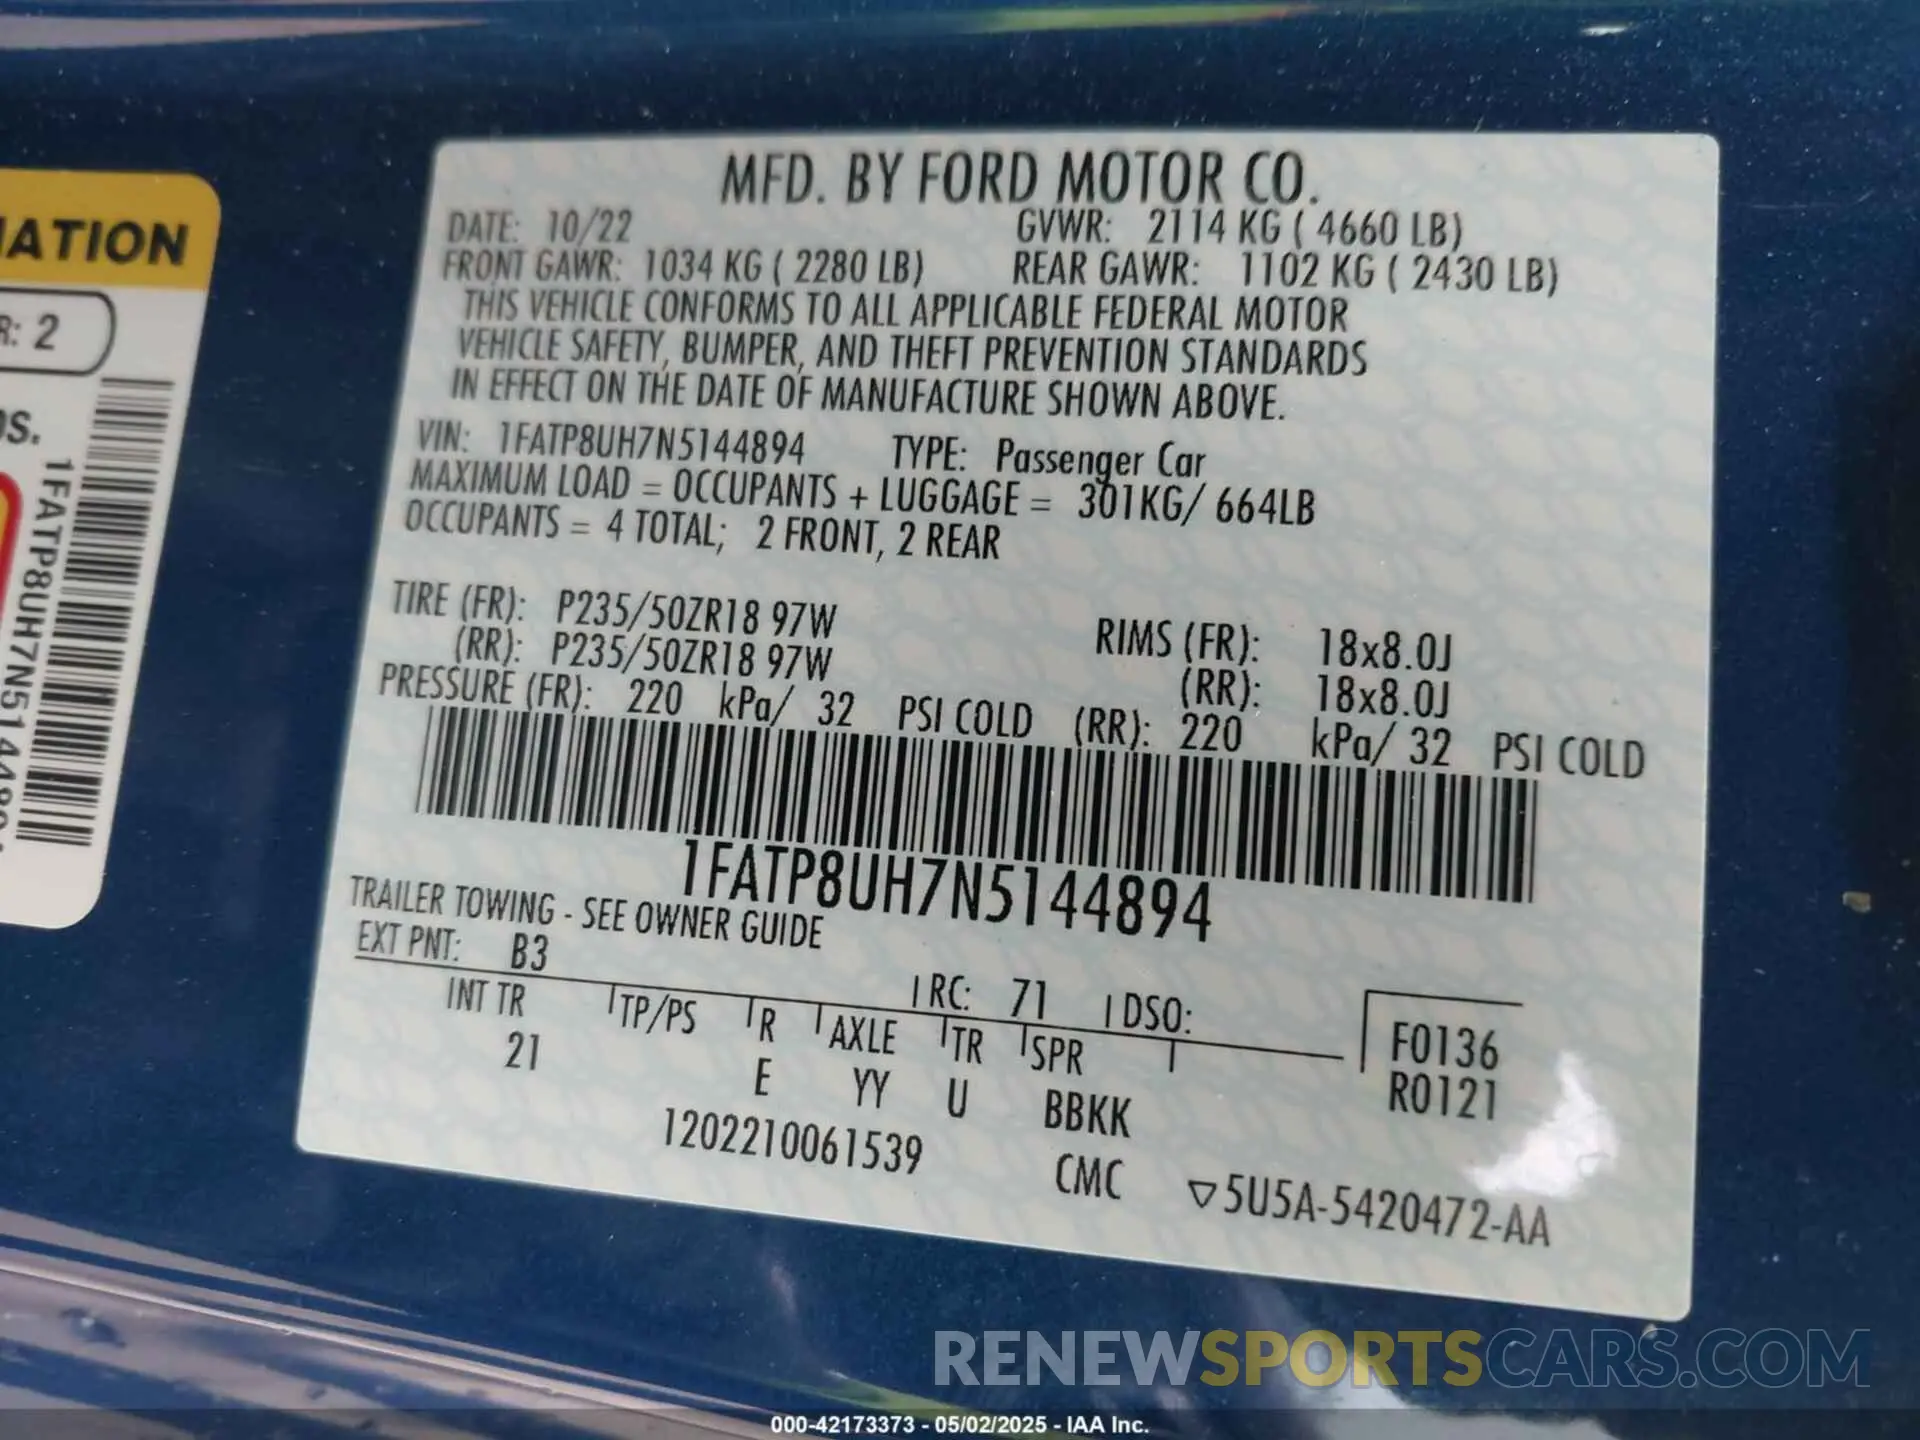 MFD. BY FORD MOTOR CO.
DATE: 10/22 GVWR: 2114 KG ( 4660 LB)
FRONT GAWR: 1034 KG ( 2280 LB) REAR GAWR: 1102 KG ( 2430 LB)
THIS VEHICLE CONFORMS TO ALL APPLICABLE FEDERAL MOTOR
VEHICLE SAFETY, BUMPER, AND THEFT PREVENTION STANDARDS
IN EFFECT ON THE DATE OF MANUFACTURE SHOWN ABOVE.
VIN: 1FATP8UH7N5144894 TYPE: Passenger Car
MAXIMUM LOAD = OCCUPANTS + LUGGAGE = 301KG/ 664LB
OCCUPANTS = 4 TOTAL; 2 FRONT, 2 REAR
TIRE (FR): P235/50ZR18 97W RIMS (FR): 18x8.0J
(RR): P235/50ZR18 97W (RR): 18x8.0J
PRESSURE (FR): 220 kPa/ 32 PSI COLD (RR): 220 kPa/ 32 PSI COLD
1FATP8UH7N5144894
TRAILER TOWING - SEE OWNER GUIDE
EXT PNT: B3 RC: 71 DSO:
INT TR TP/PS R AXLE TR SPR F0136
21 E YY U BBKK R0121
1202210061539 CMC ▽5U5A-5420472-AA
R: 2
RENEWSPORTSCARS.COM
000-42173373 - 05/02/2025 - IAA Inc.